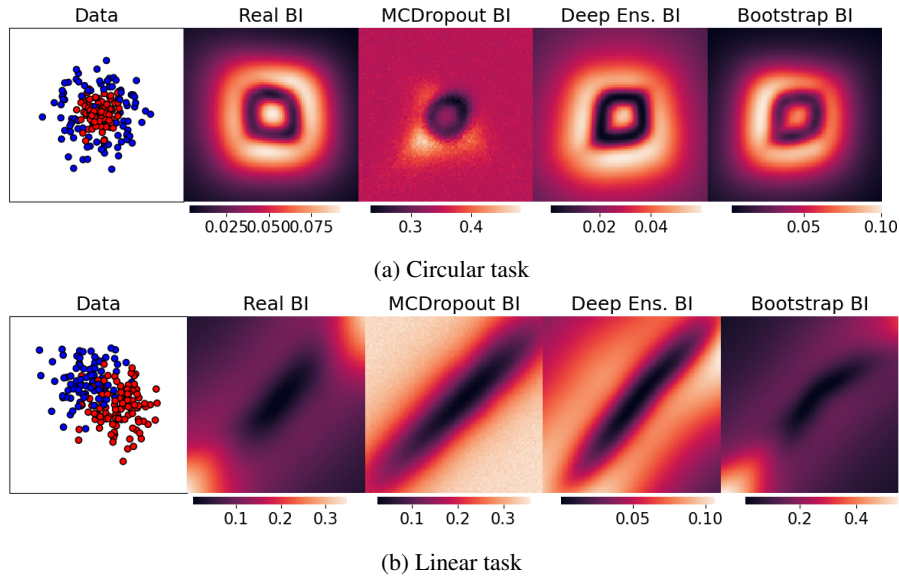 Data Real BI MCDropout BI Deep Ens. BI Bootstrap BI
0.025 0.050 0.075 0.3 0.4 0.02 0.04 0.05 0.10
(a) Circular task
Data Real BI MCDropout BI Deep Ens. BI Bootstrap BI
0.1 0.2 0.3 0.1 0.2 0.3 0.05 0.10 0.2 0.4
(b) Linear task